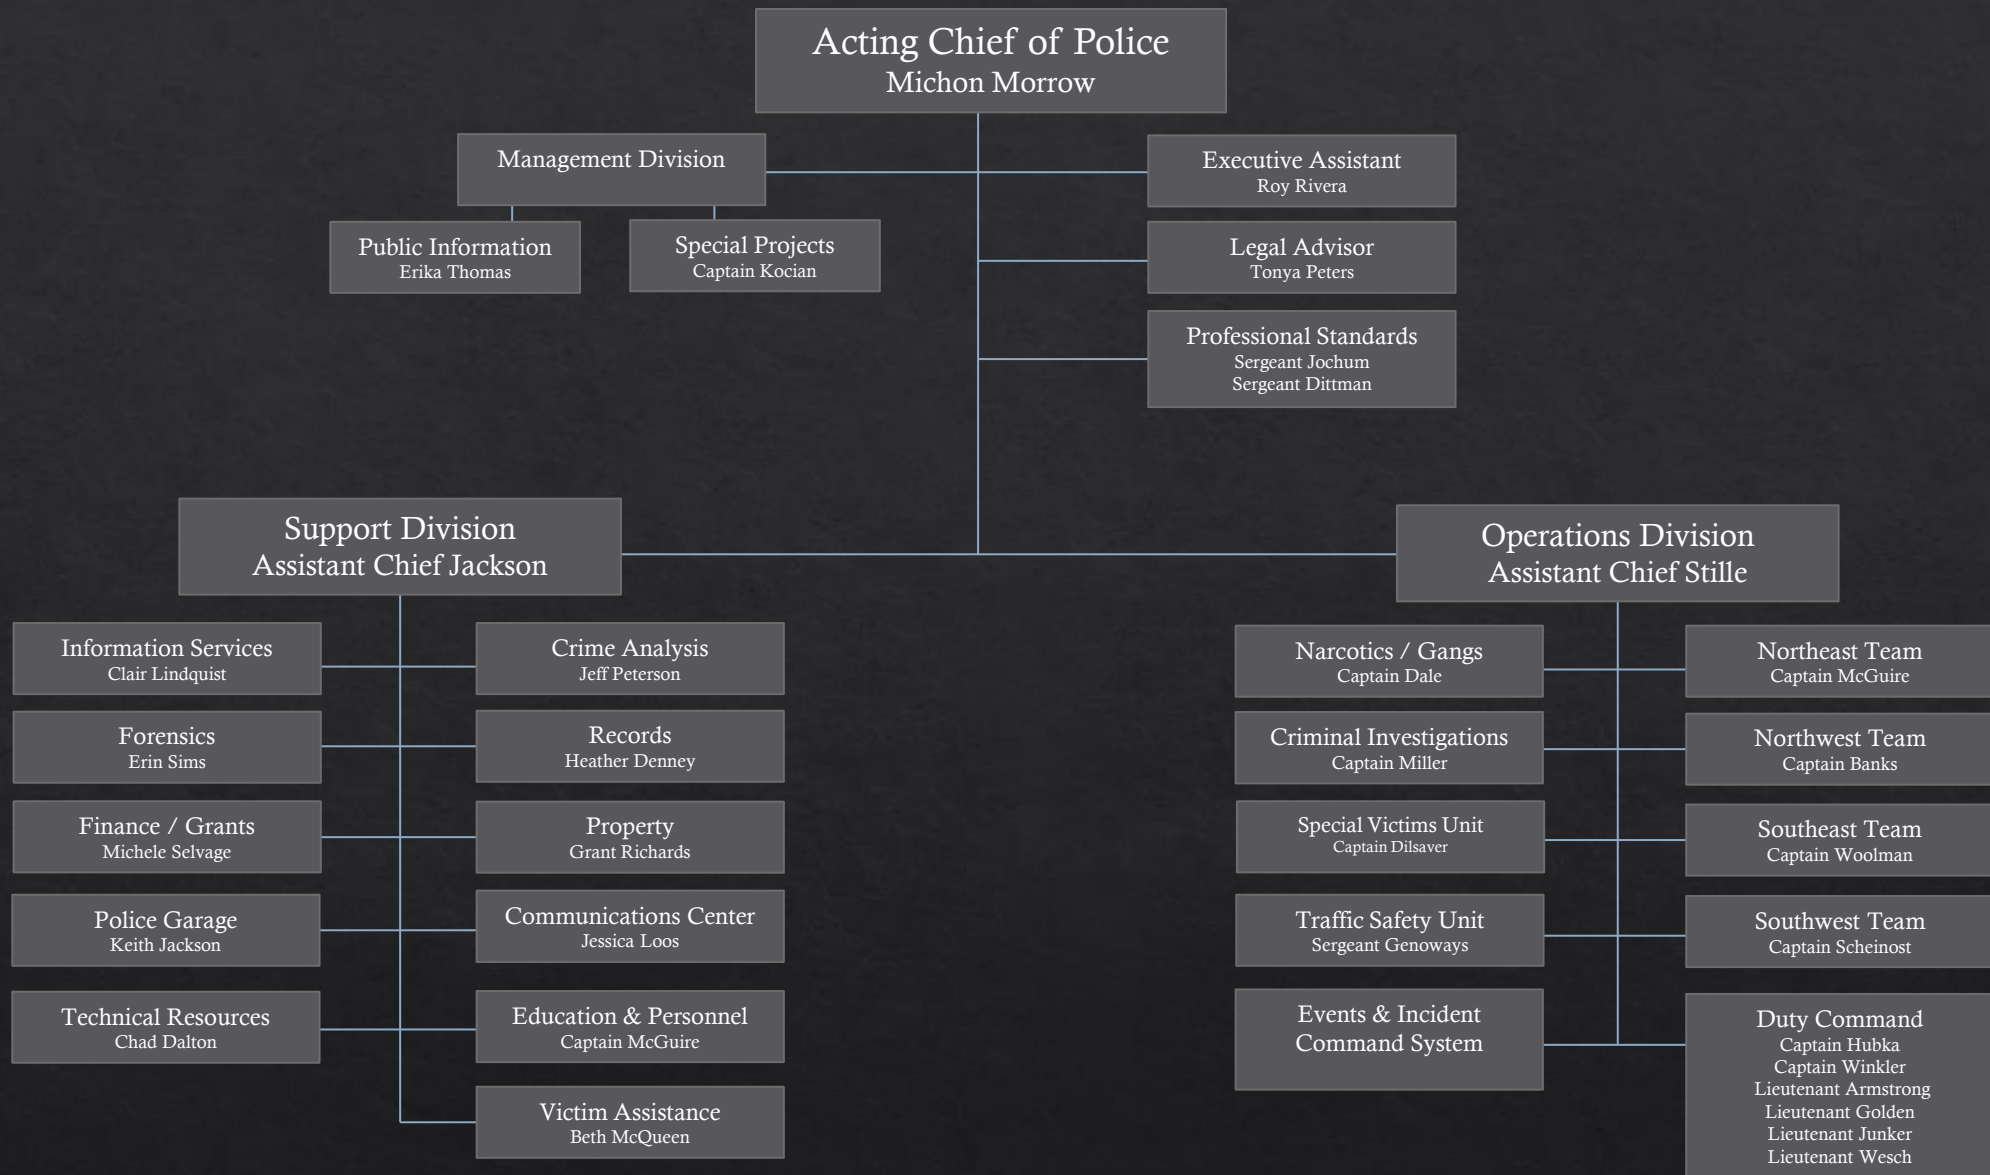 Acting Chief of Police
Michon Morrow
Management Division
Executive Assistant
Roy Rivera
Public Information
Erika Thomas
Special Projects
Captain Kocian
Legal Advisor
Tonya Peters
Professional Standards
Sergeant Jochum
Sergeant Dittman
Support Division
Assistant Chief Jackson
Information Services
Clair Lindquist
Crime Analysis
Jeff Peterson
Forensics
Erin Sims
Records
Heather Denney
Finance / Grants
Michele Selvage
Property
Grant Richards
Police Garage
Keith Jackson
Communications Center
Jessica Loos
Technical Resources
Chad Dalton
Education & Personnel
Captain McGuire
Victim Assistance
Beth McQueen
Operations Division
Assistant Chief Stille
Narcotics / Gangs
Captain Dale
Northeast Team
Captain McGuire
Criminal Investigations
Captain Miller
Northwest Team
Captain Banks
Special Victims Unit
Captain Dilsaver
Southeast Team
Captain Woolman
Traffic Safety Unit
Sergeant Genoways
Southwest Team
Captain Scheinost
Events & Incident
Command System
Duty Command
Captain Hubka
Captain Winkler
Lieutenant Armstrong
Lieutenant Golden
Lieutenant Junker
Lieutenant Wesch